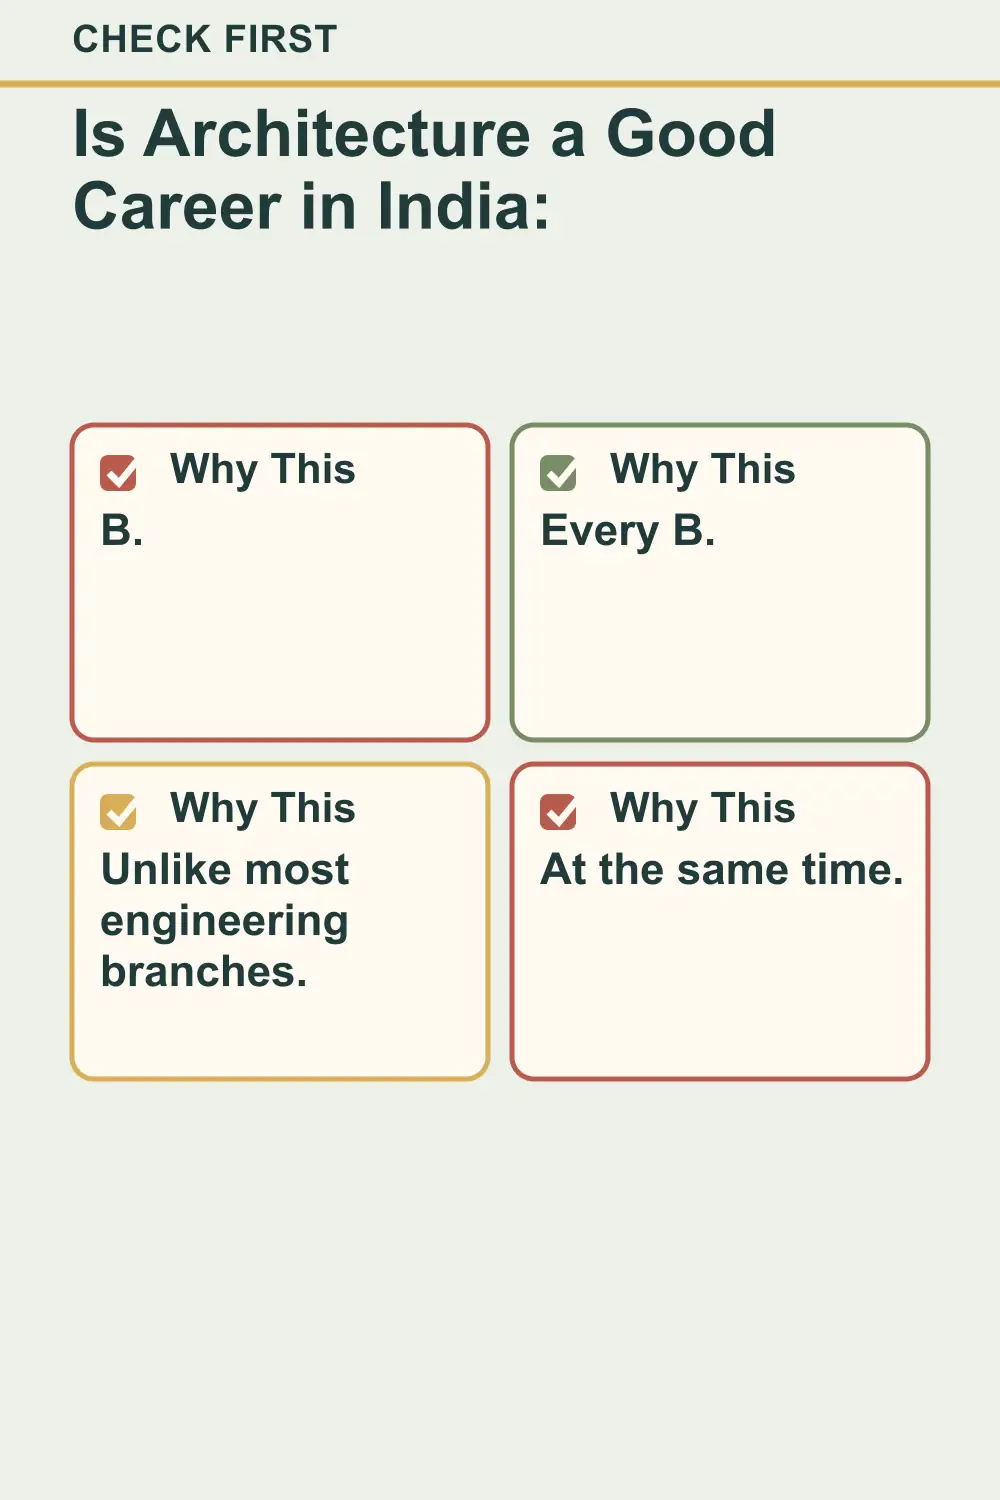 CHECK FIRST
Is Architecture a Good
Career in India:
Why This
B.
Why This
Every B.
Why This
Unlike most
engineering
branches.
Why This
At the same time.